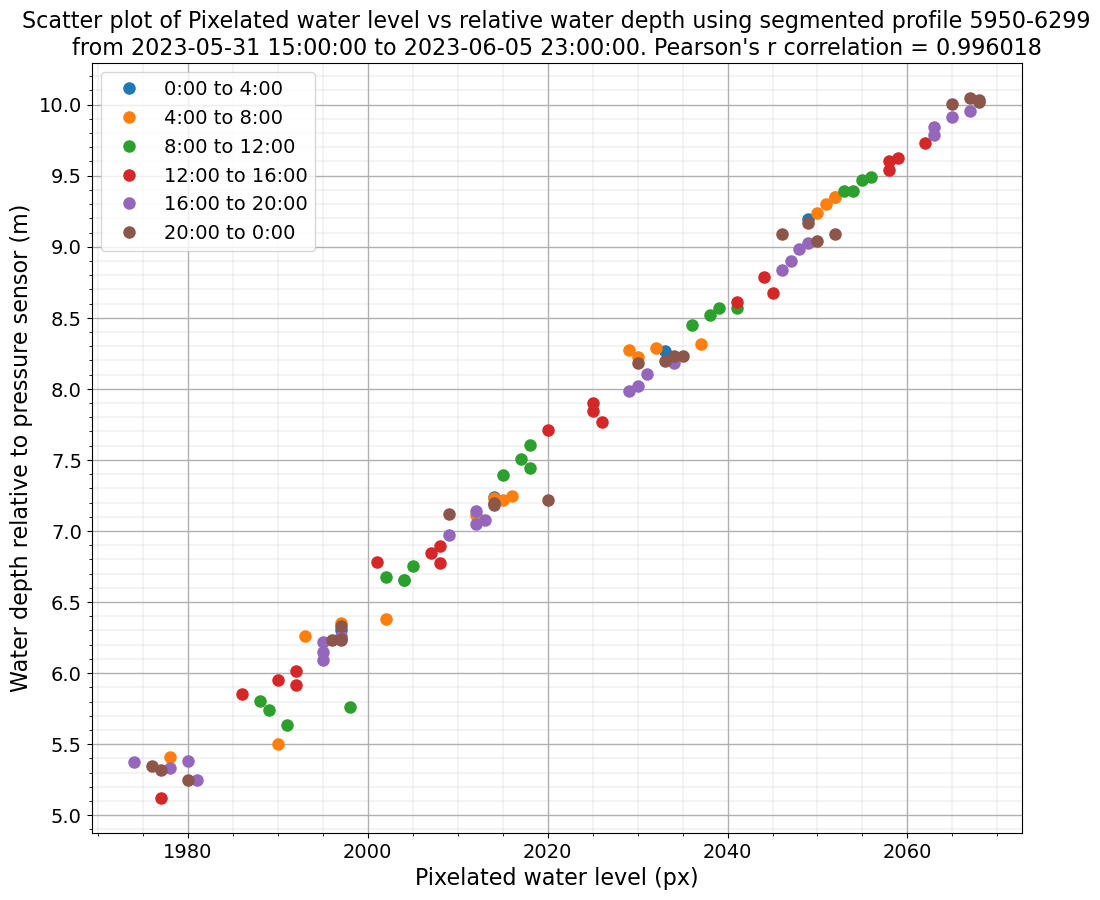 Scatter plot of Pixelated water level vs relative water depth using segmented profile 5950-6299
from 2023-05-31 15:00:00 to 2023-06-05 23:00:00. Pearson's r correlation = 0.996018
0:00 to 4:00
4:00 to 8:00
8:00 to 12:00
12:00 to 16:00
16:00 to 20:00
20:00 to 0:00
Water depth relative to pressure sensor (m)
10.0
9.5
9.0
8.5
8.0
7.5
7.0
6.5
6.0
5.5
5.0
1980 2000 2020 2040 2060
Pixelated water level (px)